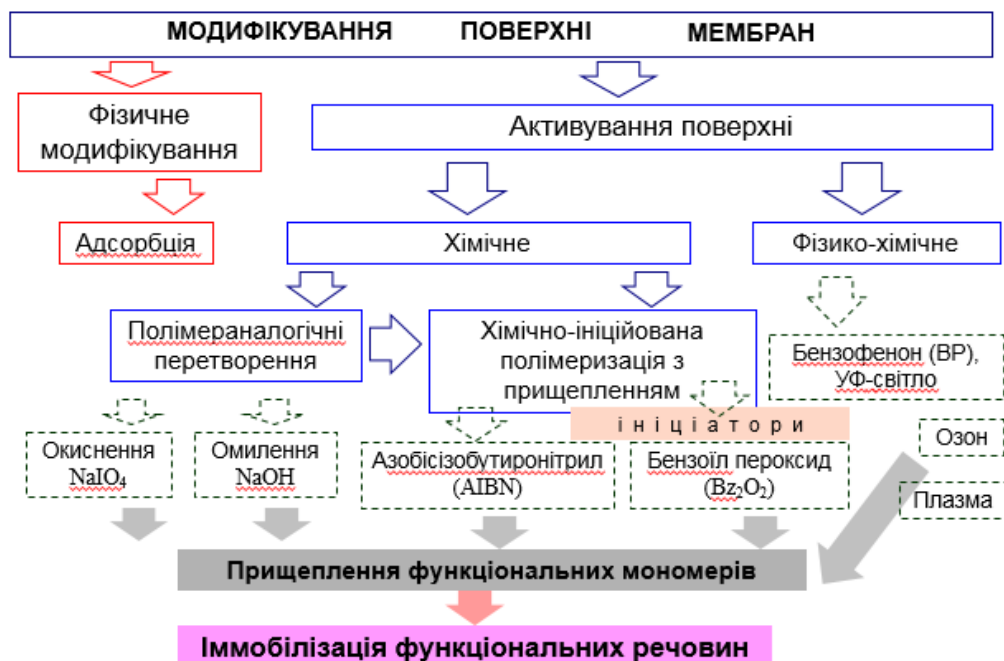 МОДИФІКУВАННЯ ПОВЕРХНІ МЕМБРАН
Фізичне
модифікування
Активування поверхні
Адсорбція
Хімічне
Фізико-хімічне
Полімераналогічні
перетворення
Хімічно-ініційована
полімеризація з
прищепленням
Бензофенон (ВР),
УФ-світло
ініціатори
Окиснення
NaIO₄
Омилення
NaOH
Азобісізобутиронітрил
(AIBN)
Бензоїл пероксид
(Bz₂O₂)
Озон
Плазма
Прищеплення функціональних мономерів
Іммобілізація функціональних речовин